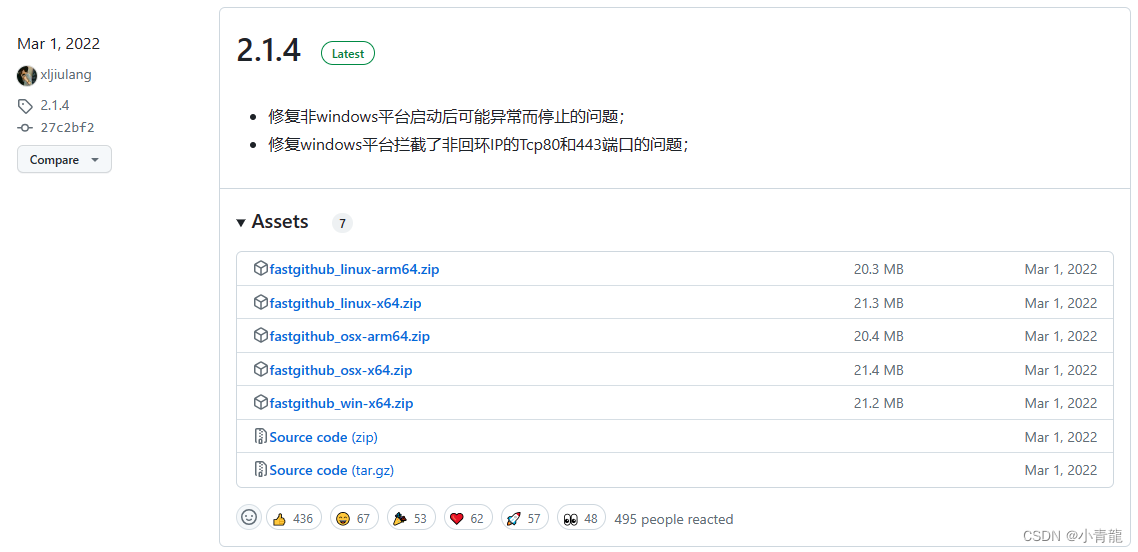 Mar 1, 2022
xljiulang
2.1.4
27c2bf2
Compare
2.1.4 Latest
修复非windows平台启动后可能异常而停止的问题；
修复windows平台拦截了非回环IP的Tcp80和443端口的问题；
Assets 7
fastgithub_linux-arm64.zip 20.3 MB Mar 1, 2022
fastgithub_linux-x64.zip 21.3 MB Mar 1, 2022
fastgithub_osx-arm64.zip 20.4 MB Mar 1, 2022
fastgithub_osx-x64.zip 21.4 MB Mar 1, 2022
fastgithub_win-x64.zip 21.2 MB Mar 1, 2022
Source code (zip) Mar 1, 2022
Source code (tar.gz) Mar 1, 2022
436 67 53 62 57 48 495 people reacted
CSDN @小青龍